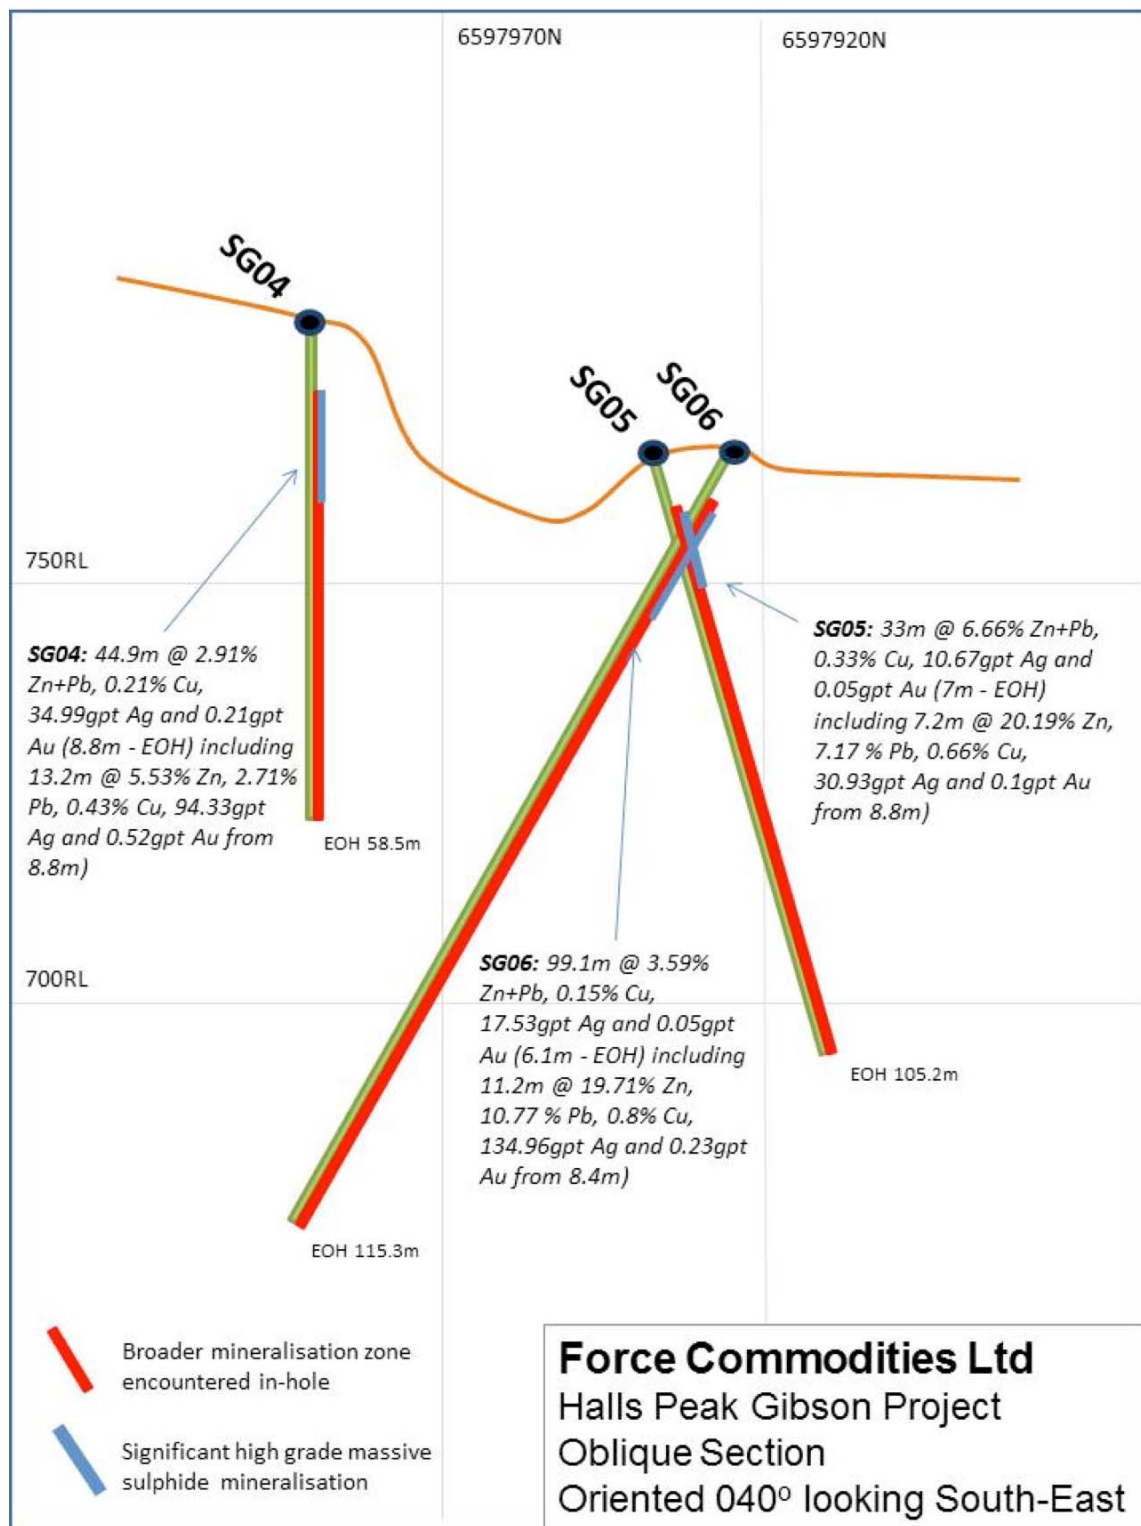 6597970N
6597920N
SG04
SG05
SG06
750RL
SG04: 44.9m @ 2.91%
Zn+Pb, 0.21% Cu,
34.99gpt Ag and 0.21gpt
Au (8.8m - EOH) including
13.2m @ 5.53% Zn, 2.71%
Pb, 0.43% Cu, 94.33gpt
Ag and 0.52gpt Au from
8.8m)
EOH 58.5m
SG05: 33m @ 6.66% Zn+Pb,
0.33% Cu, 10.67gpt Ag and
0.05gpt Au (7m - EOH)
including 7.2m @ 20.19% Zn,
7.17 % Pb, 0.66% Cu,
30.93gpt Ag and 0.1gpt Au
from 8.8m)
700RL
SG06: 99.1m @ 3.59%
Zn+Pb, 0.15% Cu,
17.53gpt Ag and 0.05gpt
Au (6.1m - EOH) including
11.2m @ 19.71% Zn,
10.77 % Pb, 0.8% Cu,
134.96gpt Ag and 0.23gpt
Au from 8.4m)
EOH 105.2m
EOH 115.3m
Broader mineralisation zone
encountered in-hole
Significant high grade massive
sulphide mineralisation
Force Commodities Ltd
Halls Peak Gibson Project
Oblique Section
Oriented 040º looking South-East